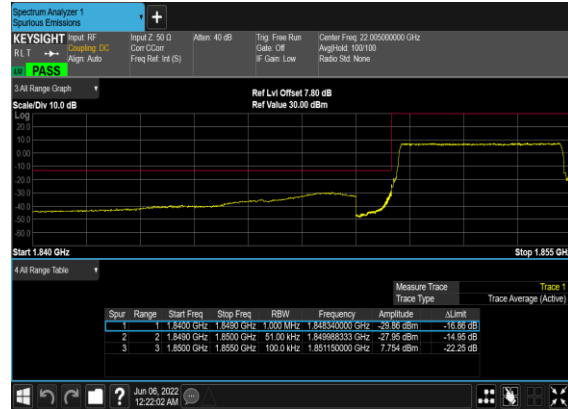 Spectrum Analyzer 1
Spurious Emissions
KEYSIGHT Input: RF Input Z: 50 Ω Atten: 40 dB Trig: Free Run Center Freq: 22.005000000 GHz
RLT Coupling: DC Corr CCorr Gate: Off Avg|Hold: 100/100
Align: Auto Freq Ref: Int (S) IF Gain: Low Radio Std: None
PASS
3 All Range Graph
Ref Lvl Offset 7.80 dB
Scale/Div 10.0 dB Ref Value 30.00 dBm
Log
20.0
10.0
0.00
-10.0
-20.0
-30.0
-40.0
-50.0
-60.0
Start 1.840 GHz Stop 1.855 GH
4 All Range Table
Measure Trace Trace 1
Trace Type Trace Average (Active)
Spur Range Start Freq Stop Freq RBW Frequency Amplitude ΔLimit
1 1 1.8400 GHz 1.8490 GHz 1.000 MHz 1.848340000 GHz -29.86 dBm -16.86 dB
2 2 1.8490 GHz 1.8500 GHz 51.00 kHz 1.849988333 GHz -27.95 dBm -14.95 dB
3 3 1.8500 GHz 1.8550 GHz 100.0 kHz 1.851150000 GHz 7.754 dBm -22.25 dB
Jun 06, 2022
12:22:02 AM